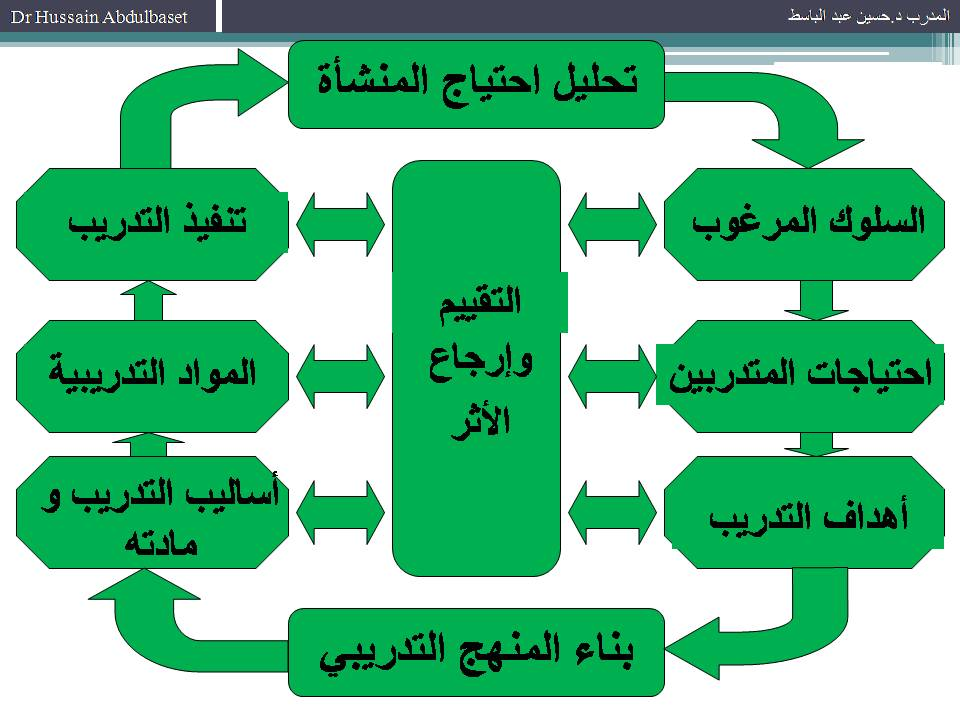 Dr Hussain Abdulbaset
المدرب د.حسين عبد الباسط
تحليل احتياج المنشأة
السلوك المرغوب
احتياجات المتدربين
أهداف التدريب
بناء المنهج التدريبي
أساليب التدريب و
مادته
المواد التدريبية
تنفيذ التدريب
التقييم
وإرجاع
الأثر